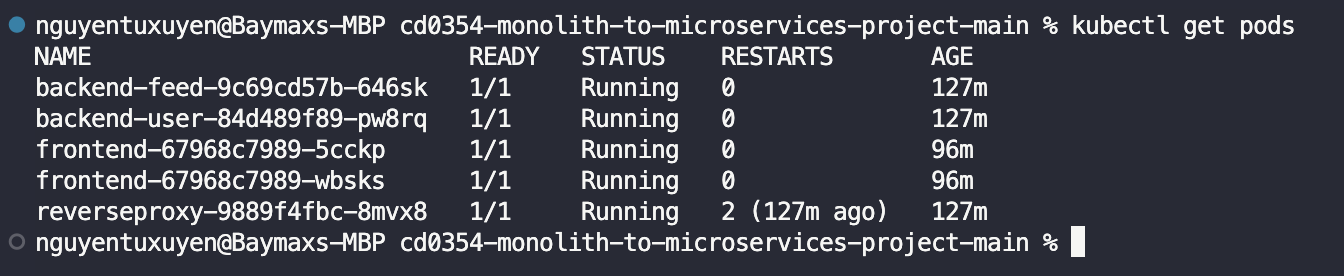 nguyentuxuyen@Baymaxs-MBP cd0354-monolith-to-microservices-project-main % kubectl get pods
NAME READY STATUS RESTARTS AGE
backend-feed-9c69cd57b-646sk 1/1 Running 0 127m
backend-user-84d489f89-pw8rq 1/1 Running 0 127m
frontend-67968c7989-5cckp 1/1 Running 0 96m
frontend-67968c7989-wbsks 1/1 Running 0 96m
reverseproxy-9889f4fbc-8mvx8 1/1 Running 2 (127m ago) 127m
nguyentuxuyen@Baymaxs-MBP cd0354-monolith-to-microservices-project-main %